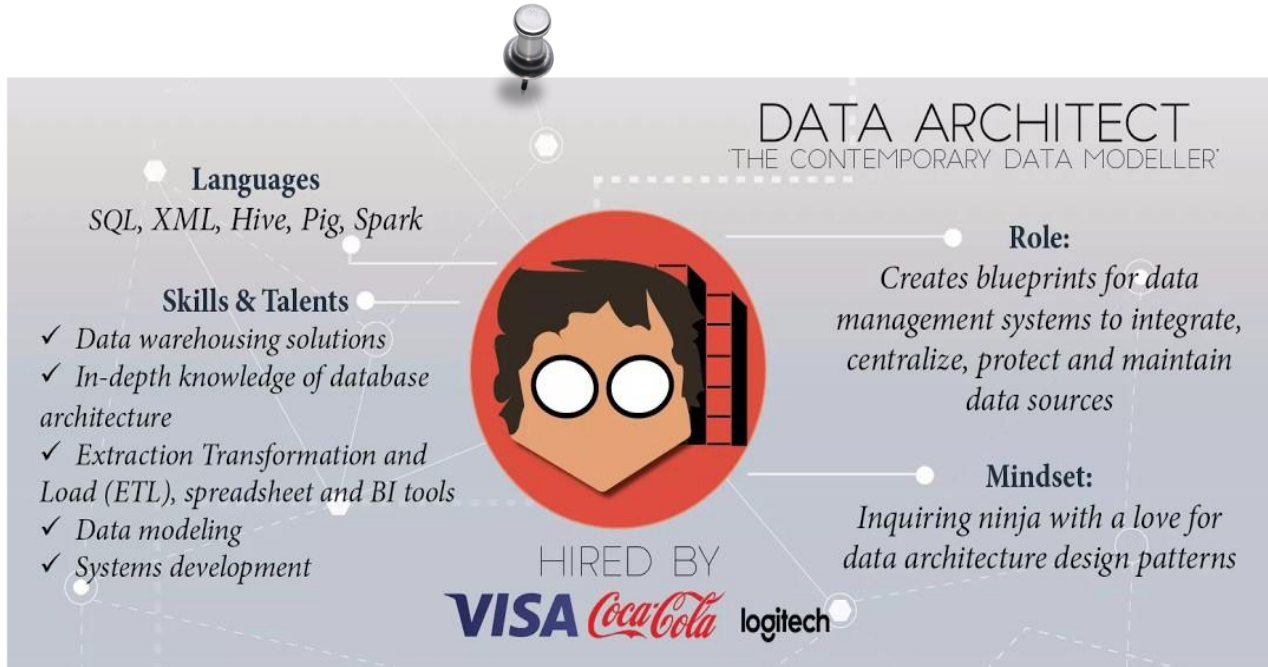 DATA ARCHITECT
'THE CONTEMPORARY DATA MODELLER'
Languages
SQL, XML, Hive, Pig, Spark
Skills & Talents
✓ Data warehousing solutions
✓ In-depth knowledge of database
architecture
✓ Extraction Transformation and
Load (ETL), spreadsheet and BI tools
✓ Data modeling
✓ Systems development
Role:
Creates blueprints for data
management systems to integrate,
centralize, protect and maintain
data sources
Mindset:
Inquiring ninja with a love for
data architecture design patterns
HIRED BY
VISA Coca-Cola logitech